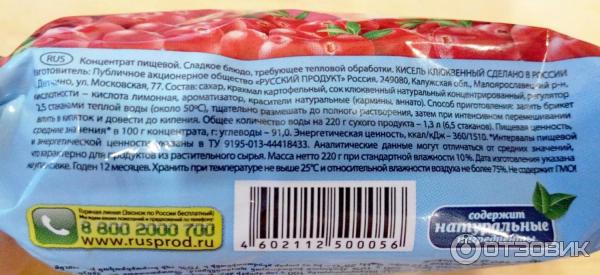 RUS Концентрат пищевой. Сладкое блюдо, требующее тепловой обработки. КИСЕЛЬ КЛЮКВЕННЫЙ СДЕЛАНО В РОССИИ
Изготовитель: Публичное акционерное общество «РУССКИЙ ПРОДУКТ» Россия, 249080, Калужская обл., Малоярославецкий р-н,
Детчино, ул. Московская, 77. Состав: сахар, крахмал картофельный, сок клюквенный натуральный концентрированный, регулятор
кислотности – кислота лимонная, ароматизатор, красители натуральные (кармины, аннато). Способ приготовления: залить брикет
1,5 стаканами теплой воды (около 50°С), тщательно размешать до полного растворения, затем при интенсивном перемешивании
влить в кипяток и довести до кипения. Общее количество воды на 220 г сухого продукта – 1,3 л (6,5 стаканов). Пищевая ценность
средние значения* в 100 г концентрата, г: углеводы – 91,0. Энергетическая ценность, ккал/кДж – 360/1510. *Интервалы пищевой
и энергетической ценности указаны в ТУ 9195-013-44418433. Аналитические данные могут отличаться от средних значений,
что характерно для продуктов из растительного сырья. Масса нетто 220 г при стандартной влажности 10%. Дата изготовления указана
на упаковке. Годен 12 месяцев. Хранить при температуре не выше 25°С и относительной влажности воздуха не более 75%. Не содержит ГМО!
Горячая линия (Звонок по России бесплатный)
8 800 2000 700
www.rusprod.ru
4 602112 500056
содержит
натуральные
ингредиенты
ОТЗОВИК